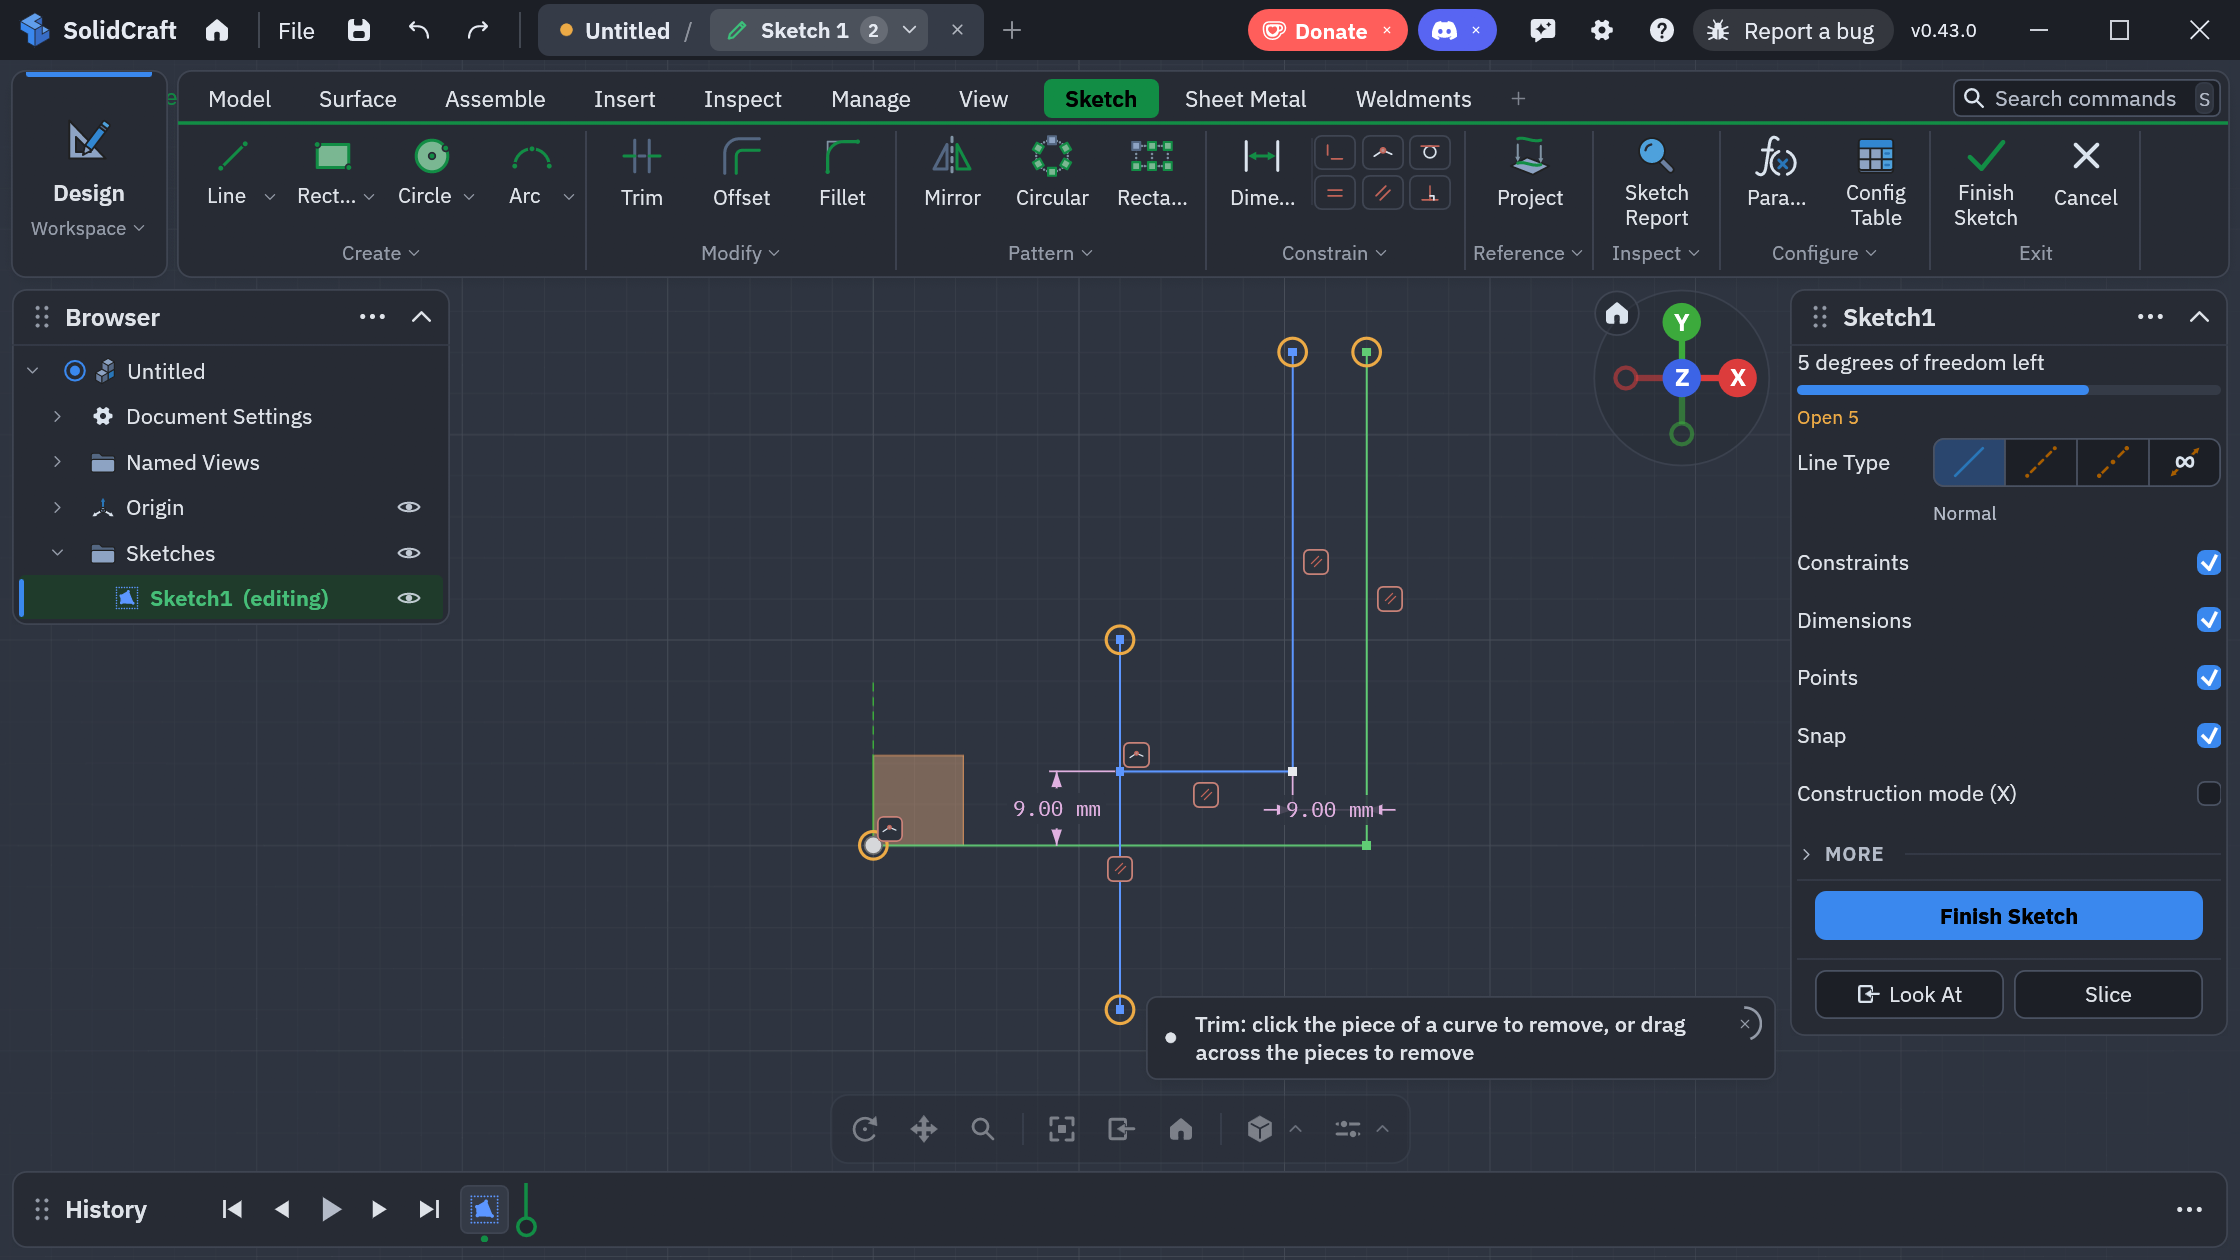 SolidCraft File Untitled / Sketch 1 2 Donate × × Report a bug v0.43.0
Model Surface Assemble Insert Inspect Manage View Sketch Sheet Metal Weldments + Search commands S
Design
Workspace
Line Rect... Circle Arc Trim Offset Fillet Mirror Circular Recta... Dime... Project Sketch Report Para... Config Table Finish Sketch Cancel
Create Modify Pattern Constrain Reference Inspect Configure Exit
Browser
Untitled
Document Settings
Named Views
Origin
Sketches
Sketch1 (editing)
Y
Z X
9.00 mm
9.00 mm
Sketch1
5 degrees of freedom left
Open 5
Line Type
Normal
Constraints
Dimensions
Points
Snap
Construction mode (X)
MORE
Finish Sketch
Look At Slice
Trim: click the piece of a curve to remove, or drag
across the pieces to remove
History